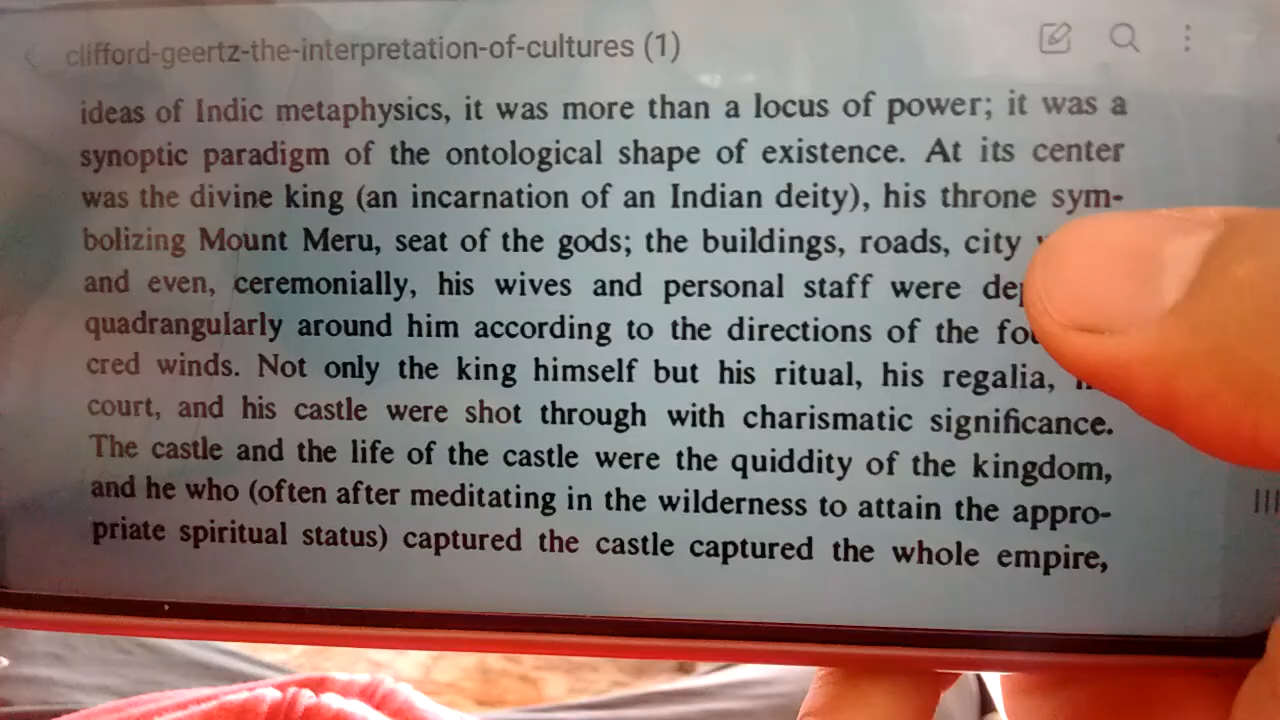 clifford-geertz-the-interpretation-of-cultures (1)
ideas of Indic metaphysics, it was more than a locus of power; it was a
synoptic paradigm of the ontological shape of existence. At its center
was the divine king (an incarnation of an Indian deity), his throne sym-
bolizing Mount Meru, seat of the gods; the buildings, roads, city
and even, ceremonially, his wives and personal staff were
quadrangularly around him according to the directions of the
cred winds. Not only the king himself but his ritual, his regalia,
court, and his castle were shot through with charismatic significance.
The castle and the life of the castle were the quiddity of the kingdom,
and he who (often after meditating in the wilderness to attain the appro-
priate spiritual status) captured the castle captured the whole empire,